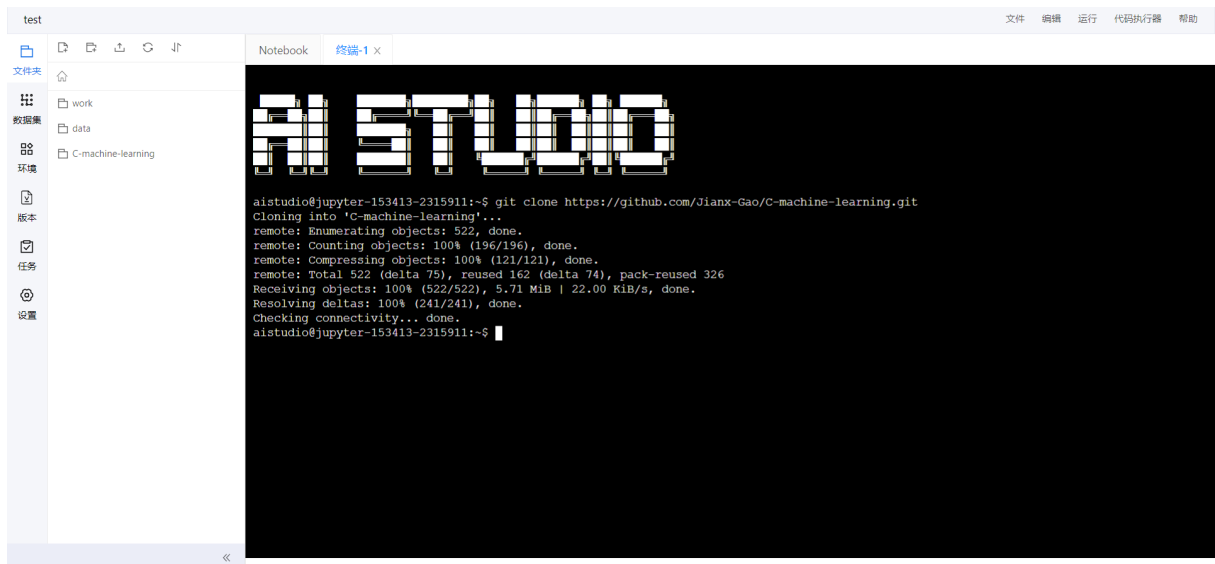 test
文件 编辑 运行 代码执行器 帮助
文件夹
数据集
环境
版本
任务
设置
work
data
C-machine-learning
Notebook 终端-1 x
AI STUDIO
aistudio@jupyter-153413-2315911:~$ git clone https://github.com/Jianx-Gao/C-machine-learning.git
Cloning into 'C-machine-learning'...
remote: Enumerating objects: 522, done.
remote: Counting objects: 100% (196/196), done.
remote: Compressing objects: 100% (121/121), done.
remote: Total 522 (delta 75), reused 162 (delta 74), pack-reused 326
Receiving objects: 100% (522/522), 5.71 MiB | 22.00 KiB/s, done.
Resolving deltas: 100% (241/241), done.
Checking connectivity... done.
aistudio@jupyter-153413-2315911:~$